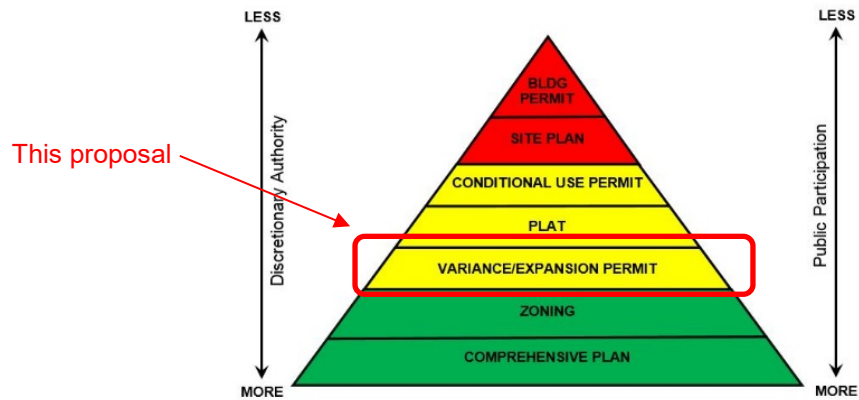 LESS
LESS
BLDG
PERMIT
SITE PLAN
This proposal
CONDITIONAL USE PERMIT
Discretionary Authority
Public Participation
PLAT
VARIANCE/EXPANSION PERMIT
ZONING
COMPREHENSIVE PLAN
MORE
MORE